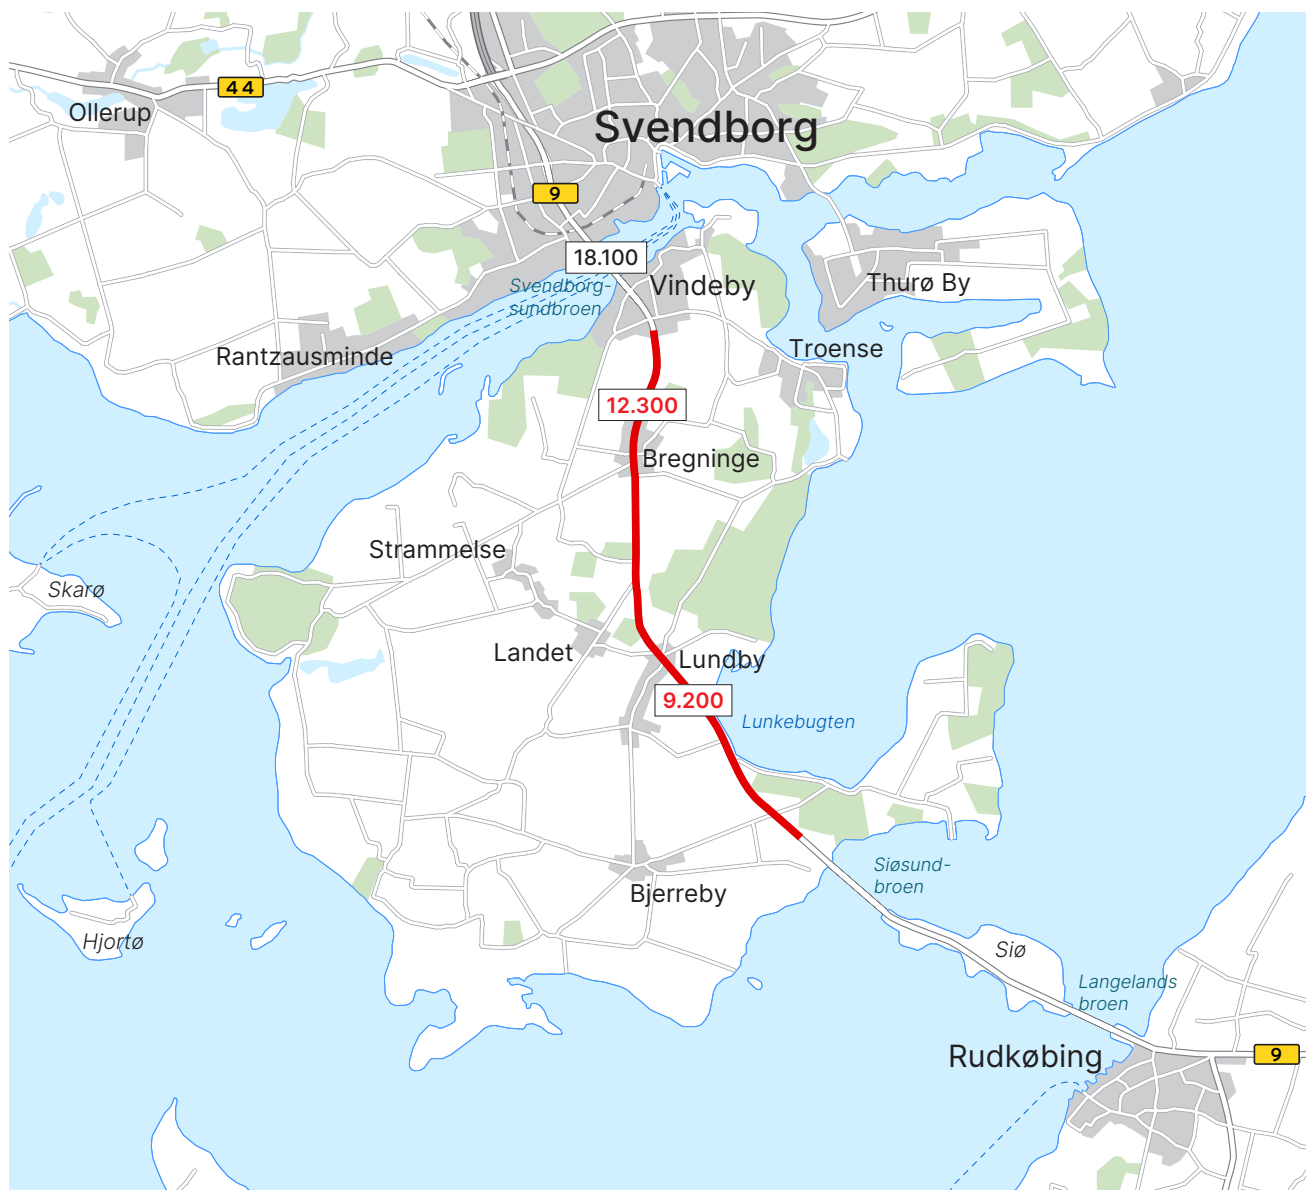 44
Ollerup
Svendborg
9
18.100
Svendborg-
sundbroen
Vindeby
Thurø By
Rantzausminde
Troense
12.300
Bregninge
Strammelse
Skarø
Landet
Lundby
9.200
Lunkebugten
Siøsund-
broen
Bjerreby
Hjortø
Siø
Langelands
broen
Rudkøbing
9